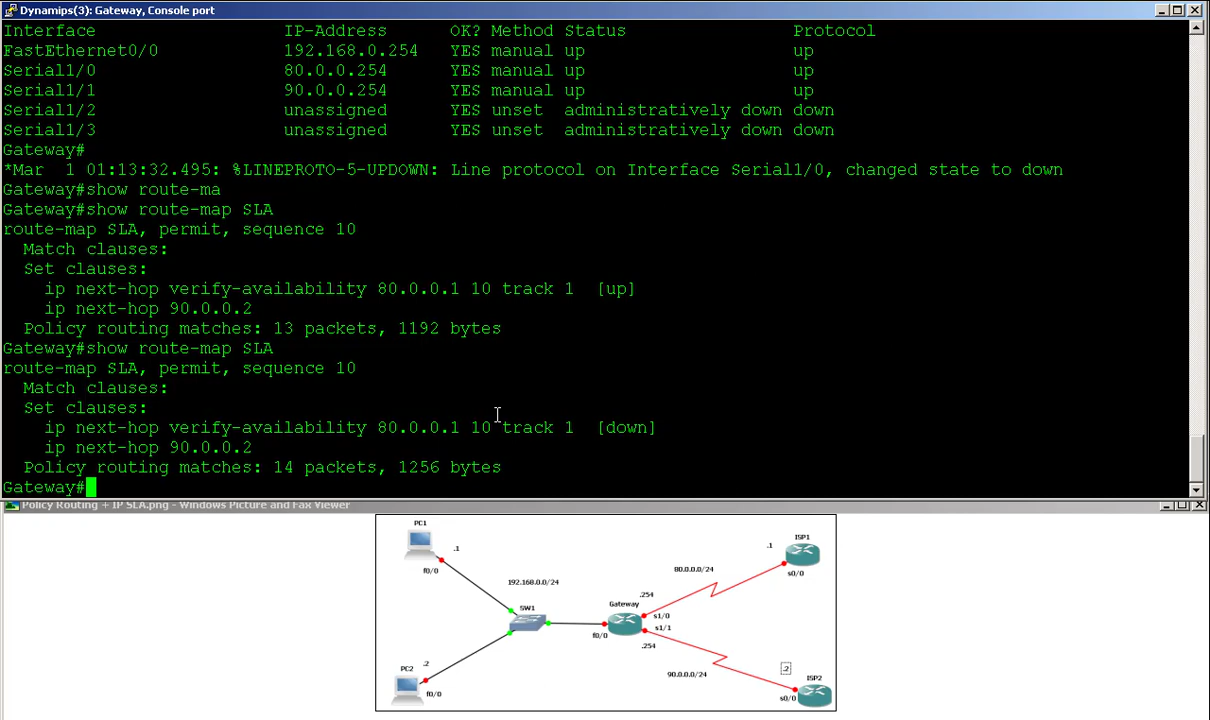 Dynamips(3): Gateway, Console port
Interface IP-Address OK? Method Status Protocol
FastEthernet0/0 192.168.0.254 YES manual up up
Serial1/0 80.0.0.254 YES manual up up
Serial1/1 90.0.0.254 YES manual up up
Serial1/2 unassigned YES unset administratively down down
Serial1/3 unassigned YES unset administratively down down
Gateway#
*Mar 1 01:13:32.495: %LINEPROTO-5-UPDOWN: Line protocol on Interface Serial1/0, changed state to down
Gateway#show route-ma
Gateway#show route-map SLA
route-map SLA, permit, sequence 10
Match clauses:
Set clauses:
ip next-hop verify-availability 80.0.0.1 10 track 1 [up]
ip next-hop 90.0.0.2
Policy routing matches: 13 packets, 1192 bytes
Gateway#show route-map SLA
route-map SLA, permit, sequence 10
Match clauses:
Set clauses:
ip next-hop verify-availability 80.0.0.1 10 track 1 [down]
ip next-hop 90.0.0.2
Policy routing matches: 14 packets, 1256 bytes
Gateway#
Policy Routing + IP SLA.png - Windows Picture and Fax Viewer
PC1
.1
f0/0
192.168.0.0/24
SW1
PC2
.2
f0/0
Gateway
f0/0
.254
s1/0
s1/1
.254
80.0.0.0/24
.1
ISP1
s0/0
90.0.0.0/24
.2
ISP2
s0/0